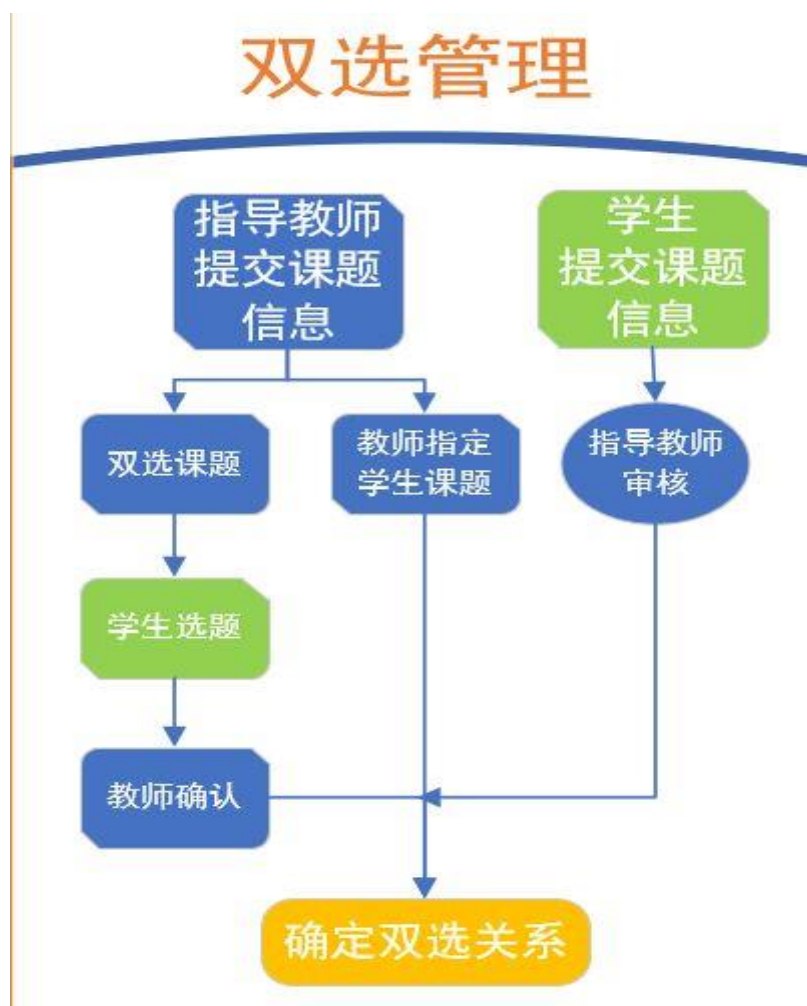 双选管理
指导教师
提交课题
信息
学生
提交课题
信息
双选课题
教师指定
学生课题
指导教师
审核
学生选题
教师确认
确定双选关系